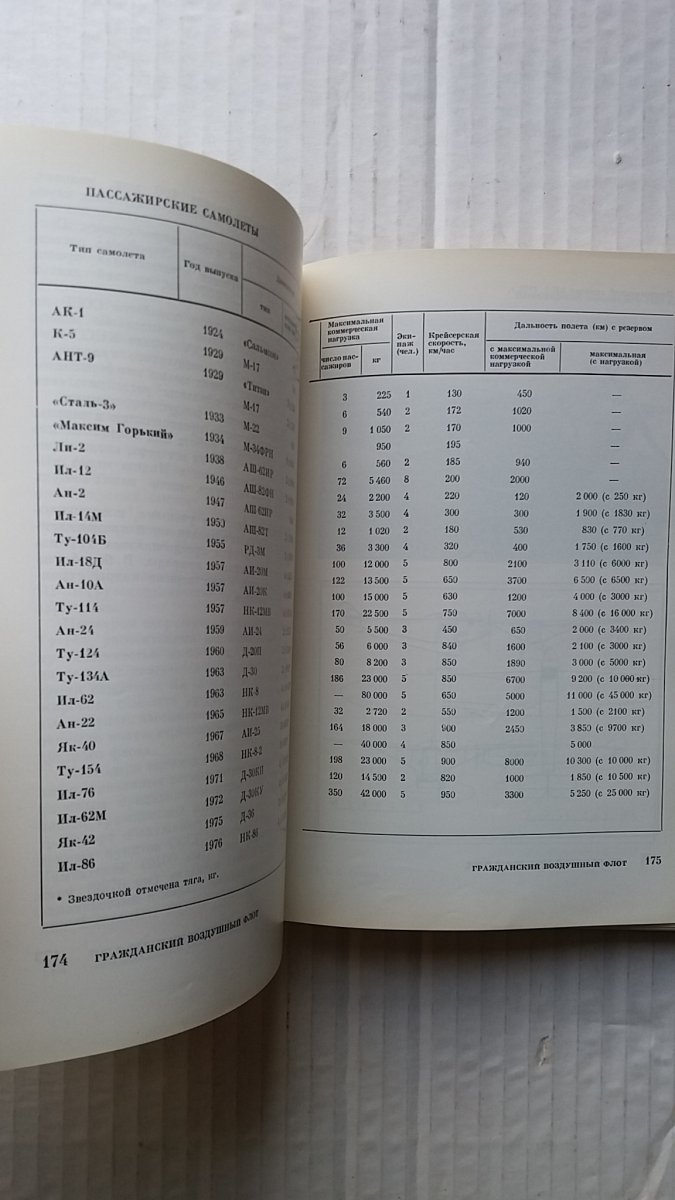 ПАССАЖИРСКИЕ САМОЛЕТЫ
Тип самолета Год выпуска
тип
АК-1 1924 «Сальмсон»
К-5 1929 М-17
АНТ-9 1929 «Титан»
М-17
«Сталь-3» 1933 М-22
«Максим Горький» 1934 М-34ФРН
Ли-2 1938 АШ-62ИР
Ил-12 1946 АШ-82ФН
Ан-2 1947 АШ 62ИР
Ил-14М 1950 АШ-82Т
Ту-104Б 1955 РД-3М
Ил-18Д 1957 АИ-20М
Ан-10А 1957 АИ-20К
Ту-114 1957 НК-12МВ
Ан-24 1959 АИ-24
Ту-124 1960 Д-20П
Ту-134А 1963 Д-30
Ил-62 1963 НК-8
Ан-22 1965 НК-12МВ
Як-40 1967 АИ-25
Ту-154 1968 НК-8-2
Ил-76 1971 Д-30КП
Ил-62М 1972 Д-30КУ
Як-42 1975 Д-36
Ил-86 1976 НК-86
* Звездочкой отмечена тяга, кг.
174 ГРАЖДАНСКИЙ ВОЗДУШНЫЙ ФЛОТ
Максимальная коммерческая нагрузка
число пассажиров кг
Экипаж (чел.)
Крейсерская скорость, км/час
Дальность полета (км) с резервом
с максимальной коммерческой нагрузкой
максимальная (с нагрузкой)
3 225 1 130 450 —
6 540 2 172 1020 —
9 1 050 2 170 1000 —
950 195 —
6 560 2 185 940 —
72 5 460 8 200 2000 —
24 2 200 4 220 120 2 000 (с 250 кг)
32 3 500 4 300 300 1 900 (с 1830 кг)
12 1 020 2 180 530 830 (с 770 кг)
36 3 300 4 320 400 1 750 (с 1600 кг)
100 12 000 5 800 2100 3 110 (с 6000 кг)
122 13 500 5 650 3700 6 500 (с 6500 кг)
100 15 000 5 630 1200 4 000 (с 3000 кг)
170 22 500 5 750 7000 8 400 (с 16 000 кг)
50 5 500 3 450 650 2 000 (с 3400 кг)
56 6 000 3 840 1600 2 100 (с 3000 кг)
80 8 200 3 850 1890 3 000 (с 5000 кг)
186 23 000 5 850 6700 9 200 (с 10 000 кг)
— 80 000 5 650 5000 11 000 (с 45 000 кг)
32 2 720 2 550 1200 1 500 (с 2100 кг)
164 18 000 3 900 2450 3 850 (с 9700 кг)
— 40 000 4 850 5 000
198 23 000 5 900 8000 10 300 (с 10 000 кг)
120 14 500 2 820 1000 1 850 (с 10 500 кг)
350 42 000 5 950 3300 5 250 (с 25 000 кг)
ГРАЖДАНСКИЙ ВОЗДУШНЫЙ ФЛОТ 175